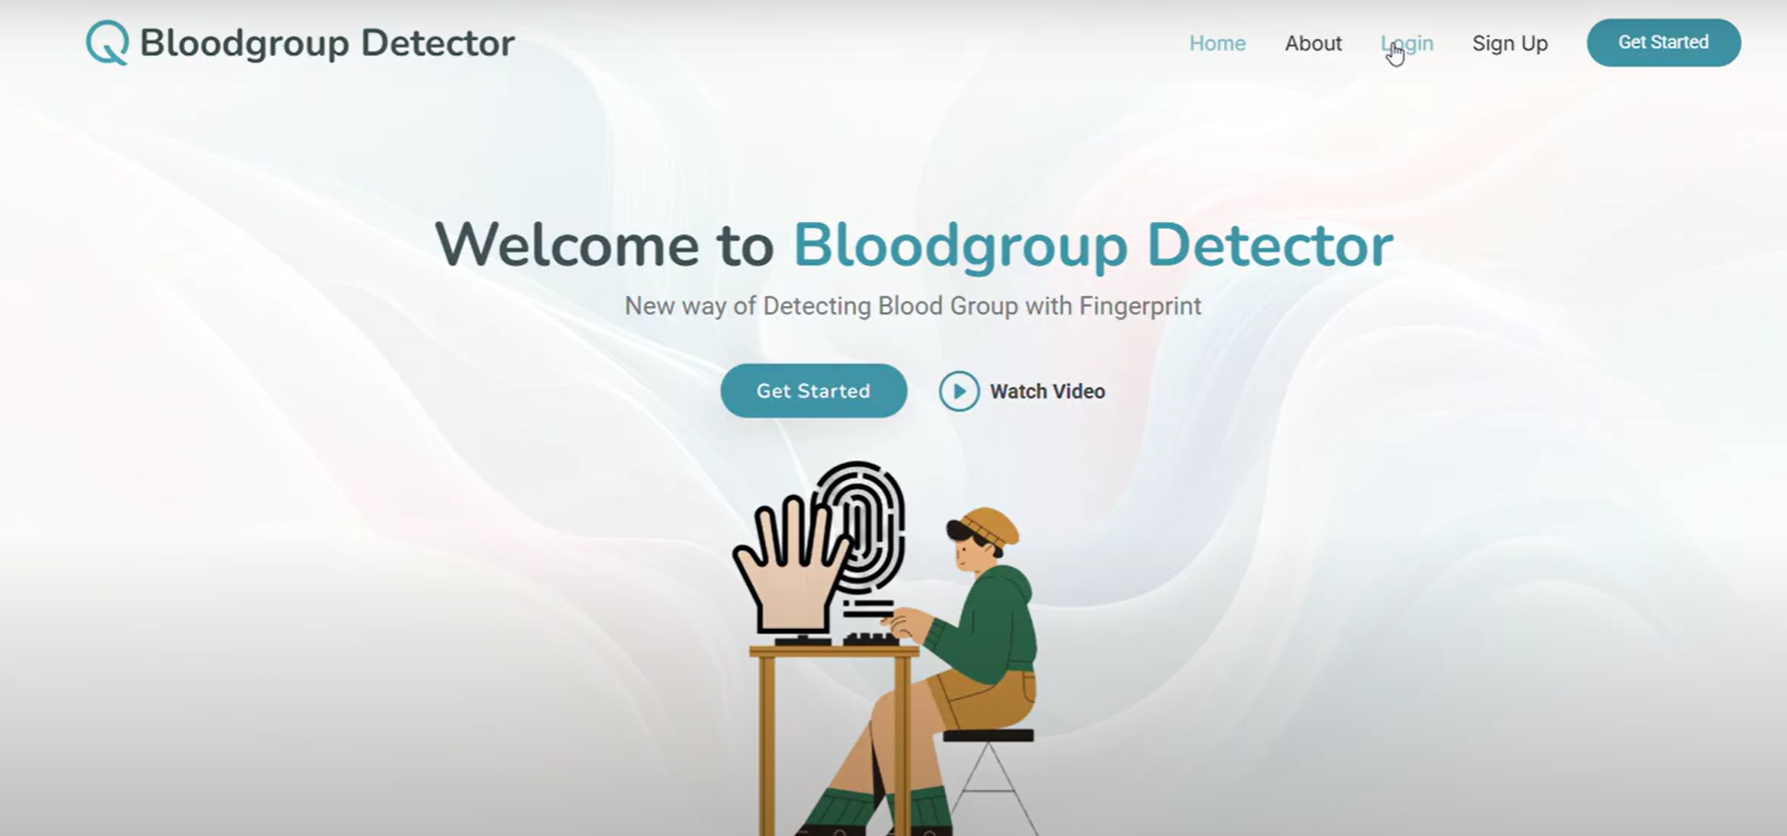 Bloodgroup Detector
Home About Login Sign Up Get Started
Welcome to Bloodgroup Detector
New way of Detecting Blood Group with Fingerprint
Get Started Watch Video